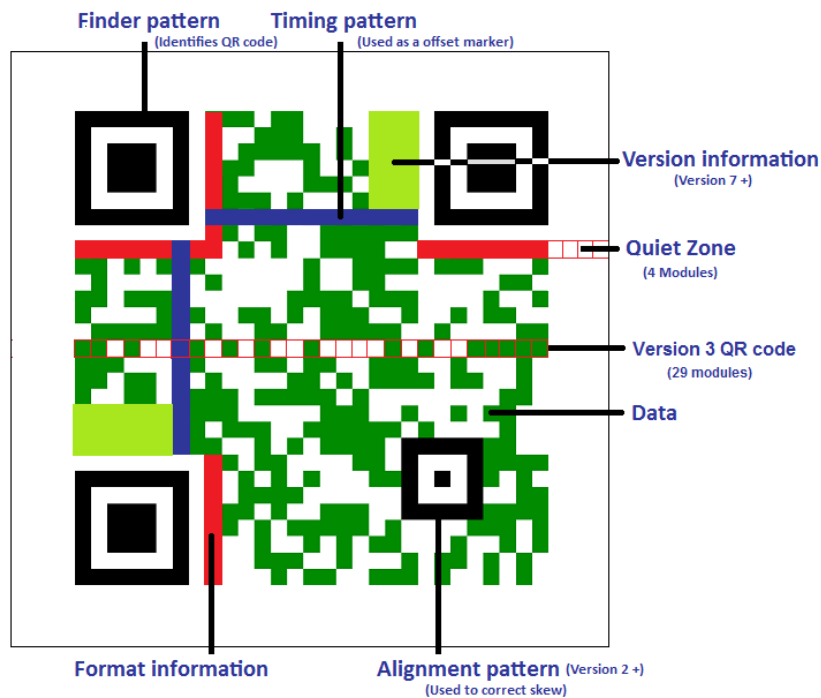 Finder pattern
(Identifies QR code)
Timing pattern
(Used as a offset marker)
Version information
(Version 7 +)
Quiet Zone
(4 Modules)
Version 3 QR code
(29 modules)
Data
Format information
Alignment pattern (Version 2 +)
(Used to correct skew)